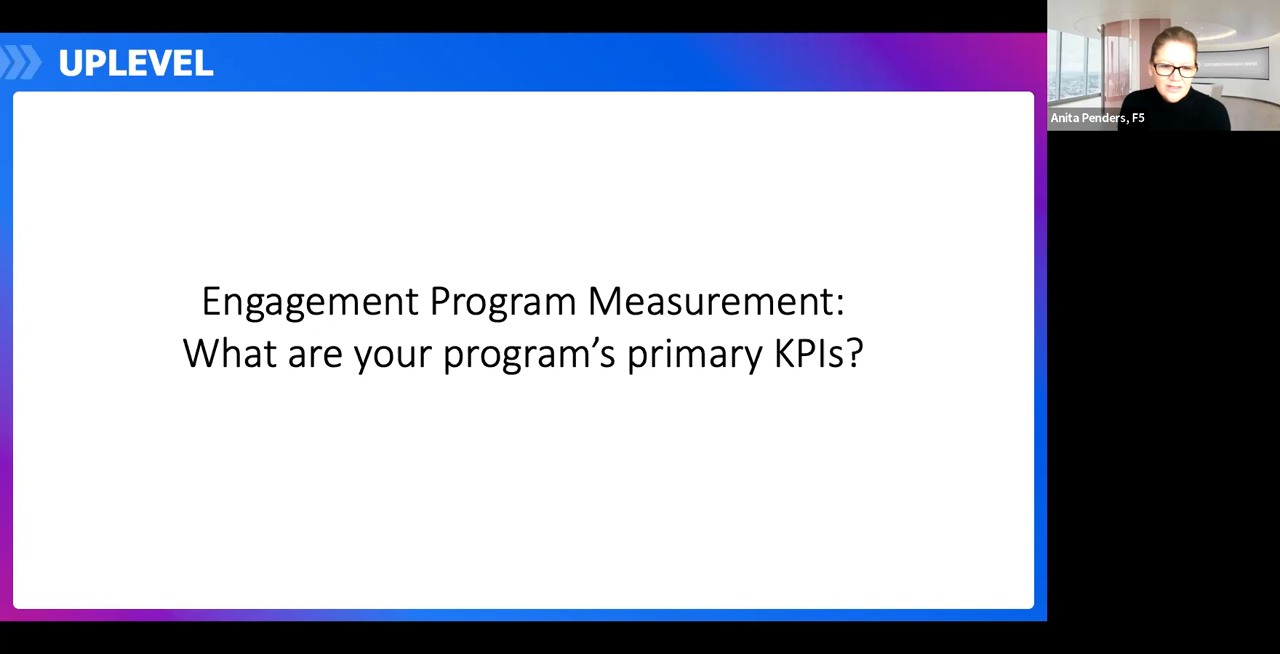 UPLEVEL
Engagement Program Measurement:
What are your program’s primary KPIs?
Anita Penders, F5